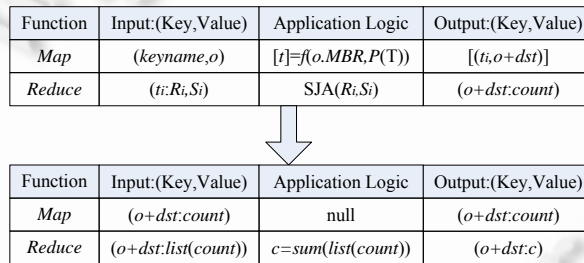 Function Input:(Key,Value) Application Logic Output:(Key,Value)
Map (keyname,o) [t]=f(o.MBR,P(T)) [(ti,o+dst)]
Reduce (ti:Ri,Si) SJA(Ri,Si) (o+dst:count)
Function Input:(Key,Value) Application Logic Output:(Key,Value)
Map (o+dst:count) null (o+dst:count)
Reduce (o+dst:list(count)) c=sum(list(count)) (o+dst:c)